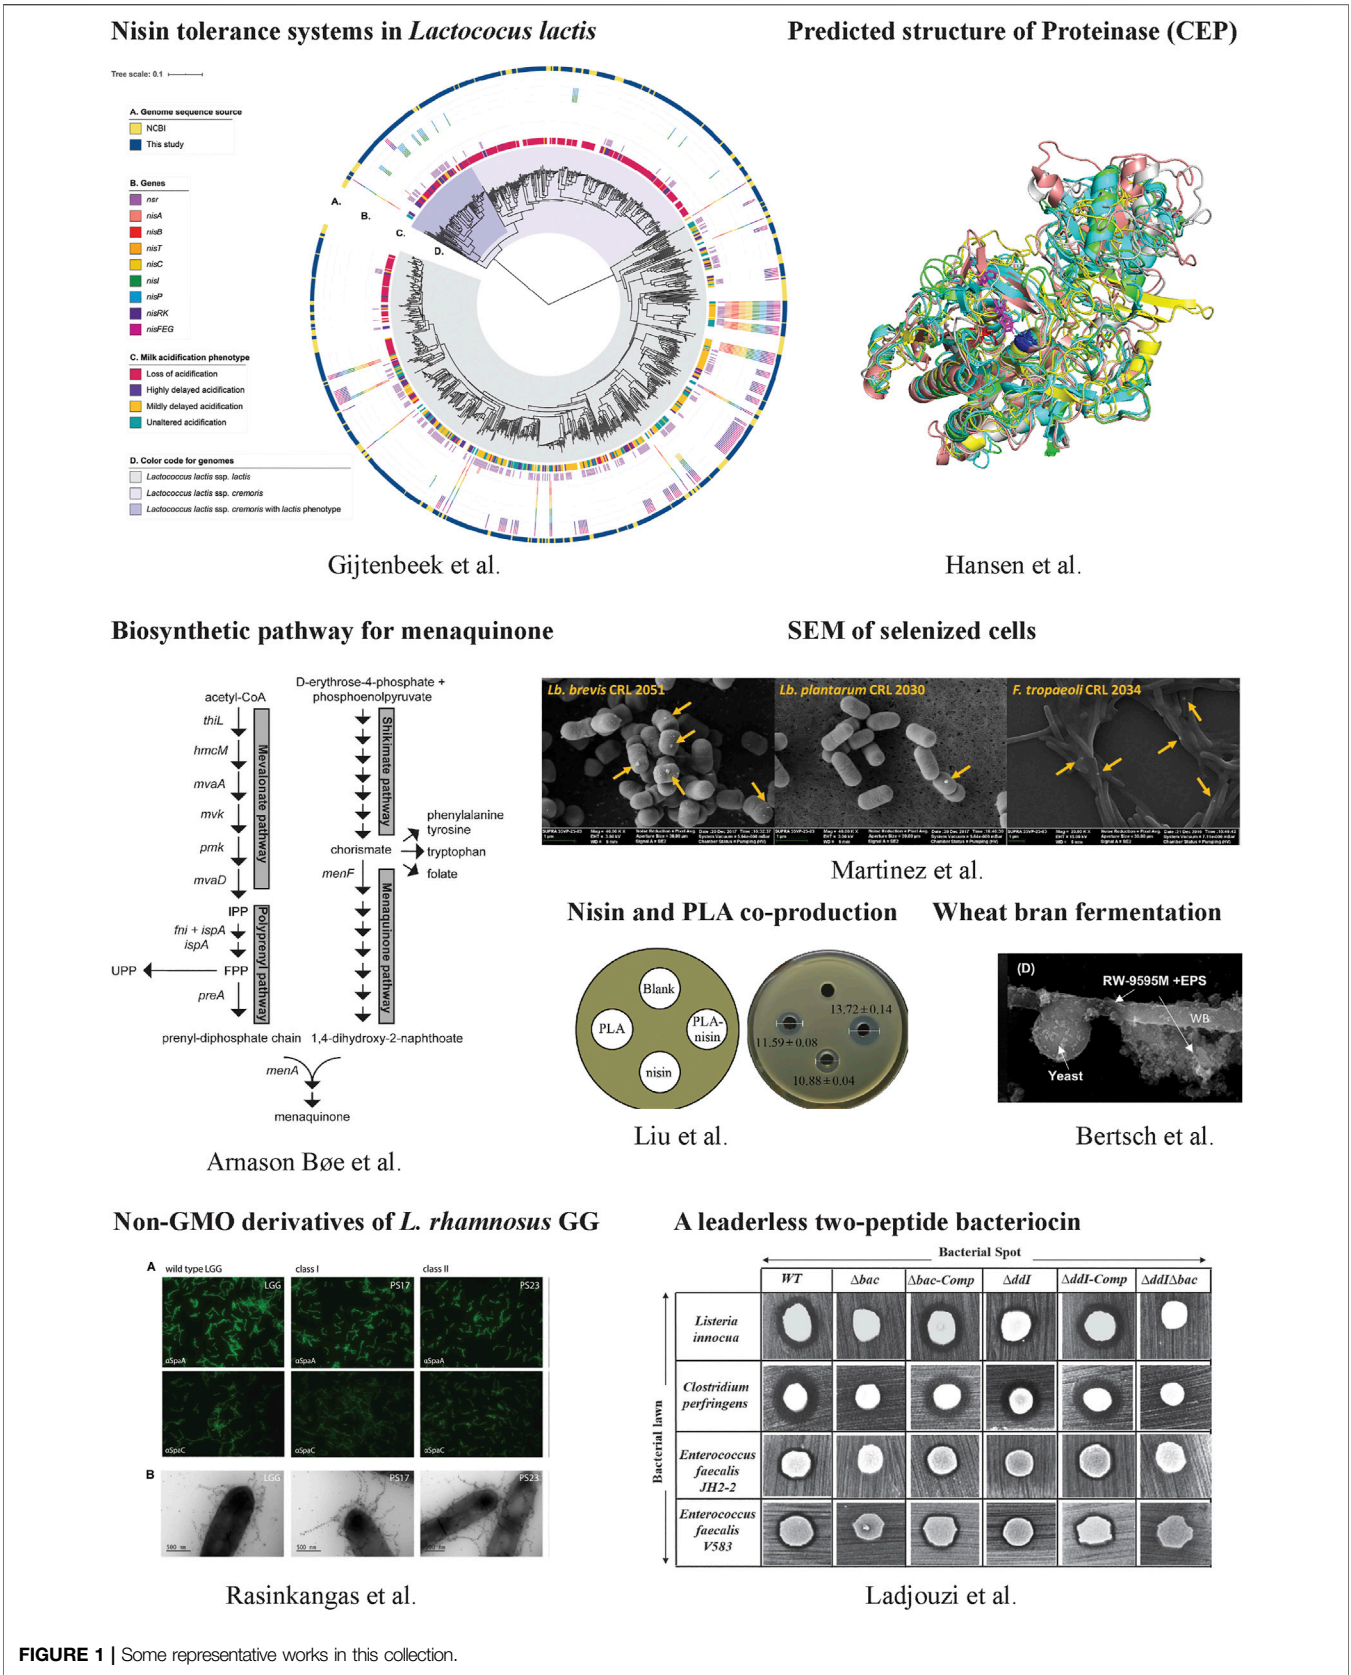 Nisin tolerance systems in Lactococus lactis
Tree scale: 0.1
A. Genome sequence source
NCBI
This study
B. Genes
nsr
nisA
nisB
nisT
nisC
nisI
nisP
nisRK
nisFEG
C. Milk acidification phenotype
Loss of acidification
Highly delayed acidification
Mildly delayed acidification
Unaltered acidification
D. Color code for genomes
Lactococcus lactis ssp. lactis
Lactococcus lactis ssp. cremoris
Lactococcus lactis ssp. cremoris with lactis phenotype
A.
B.
C.
D.
Gijtenbeek et al.
Predicted structure of Proteinase (CEP)
Hansen et al.
Biosynthetic pathway for menaquinone
acetyl-CoA
thiL
hmcM
mvaA
mvk
pmk
mvaD
Mevalonate pathway
IPP
fni + ispA
ispA
UPP
FPP
preA
Polyprenyl pathway
prenyl-diphosphate chain
D-erythrose-4-phosphate +
phosphoenolpyruvate
Shikimate pathway
chorismate
phenylalanine
tyrosine
tryptophan
folate
menF
Menaquinone pathway
1,4-dihydroxy-2-naphthoate
menA
menaquinone
Arnason Bøe et al.
SEM of selenized cells
Lb. brevis CRL 2051
Lb. plantarum CRL 2030
F. tropaeoli CRL 2034
Martinez et al.
Nisin and PLA co-production
Blank
PLA
PLA-
nisin
nisin
13.72±0.14
11.59±0.08
10.88±0.04
Liu et al.
Wheat bran fermentation
(D)
RW-9595M +EPS
WB
Yeast
Bertsch et al.
Non-GMO derivatives of L. rhamnosus GG
A
wild type LGG
class I
class II
LGG
PS17
PS23
αSpaA
αSpaA
αSpaA
αSpaC
αSpaC
αSpaC
B
LGG
PS17
PS23
500 nm
500 nm
Rasinkangas et al.
A leaderless two-peptide bacteriocin
Bacterial Spot
WT
Δbac
Δbac-Comp
ΔddI
ΔddI-Comp
ΔddIΔbac
Bacterial lawn
Listeria
innocua
Clostridium
perfringens
Enterococcus
faecalis
JH2-2
Enterococcus
faecalis
V583
Ladjouzi et al.
FIGURE 1 | Some representative works in this collection.